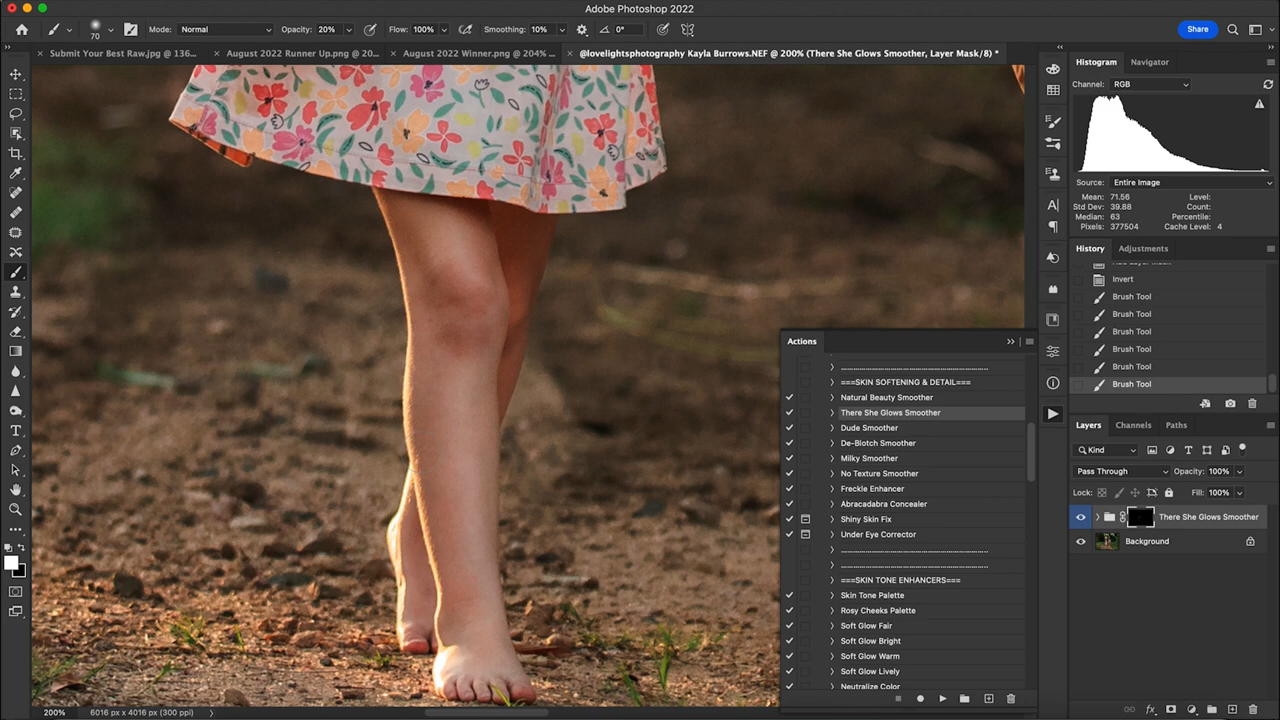 Adobe Photoshop 2022
70 Mode: Normal Opacity: 20% Flow: 100% Smoothing: 10% 0° Share
Submit Your Best Raw.jpg @ 136... August 2022 Runner Up.png @ 20... August 2022 Winner.png @ 204% ... @lovelightsphotography Kayla Burrows.NEF @ 200% (There She Glows Smoother, Layer Mask/8) *
Histogram Navigator
Channel: RGB
Source: Entire Image
Mean: 71.56 Level:
Std Dev: 39.88 Count:
Median: 63 Percentile:
Pixels: 377504 Cache Level: 4
History Adjustments
Invert
Brush Tool
Brush Tool
Brush Tool
Brush Tool
Brush Tool
Brush Tool
Layers Channels Paths
Kind
Pass Through Opacity: 100%
Lock: Fill: 100%
There She Glows Smoother
Background
Actions
===SKIN SOFTENING & DETAIL===
Natural Beauty Smoother
There She Glows Smoother
Dude Smoother
De-Blotch Smoother
Milky Smoother
No Texture Smoother
Freckle Enhancer
Abracadabra Concealer
Shiny Skin Fix
Under Eye Corrector
===SKIN TONE ENHANCERS===
Skin Tone Palette
Rosy Cheeks Palette
Soft Glow Fair
Soft Glow Bright
Soft Glow Warm
Soft Glow Lively
Neutralize Color
200% 6016 px x 4016 px (300 ppi)